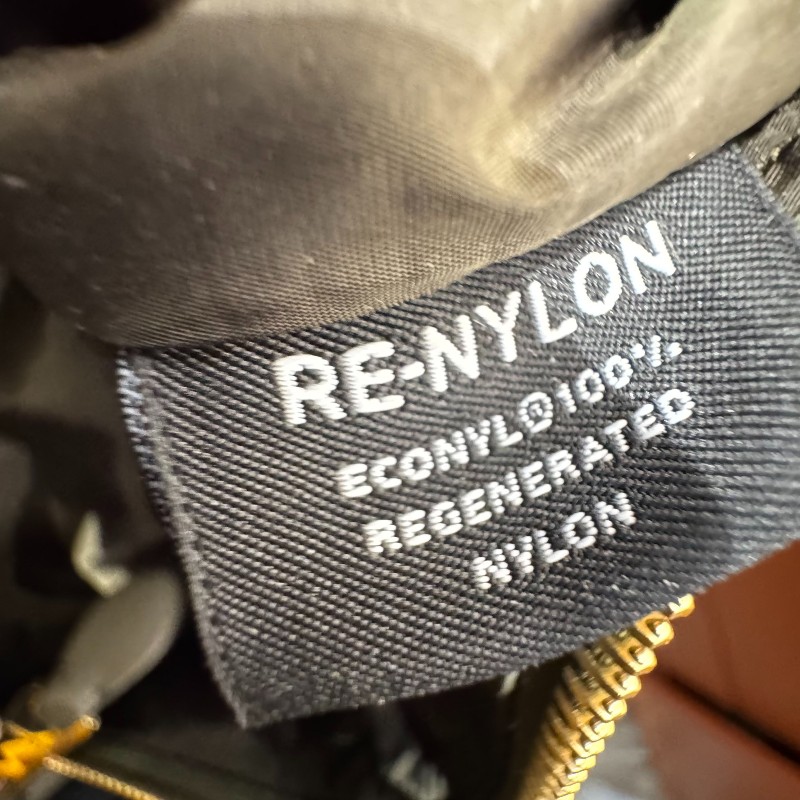 RE-NYLON
ECONYL® 100%
REGENERATED
NYLON